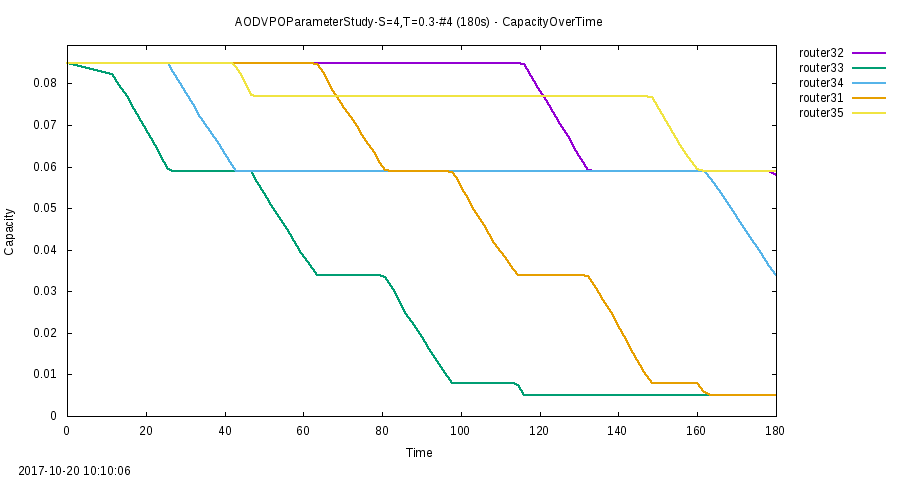 AODVPOParameterStudy-S=4,T=0.3-#4 (180s) - CapacityOverTime
router32
router33
router34
router31
router35
0.08
0.07
0.06
0.05
0.04
0.03
0.02
0.01
0
Capacity
0 20 40 60 80 100 120 140 160 180
Time
2017-10-20 10:10:06